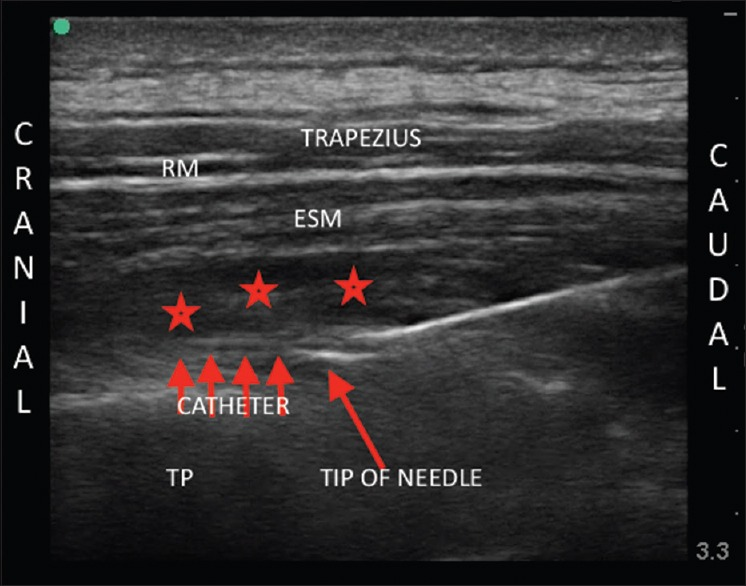 CRANIAL
TRAPEZIUS
RM
ESM
CATHETER
TP
TIP OF NEEDLE
CAUDAL
3.3